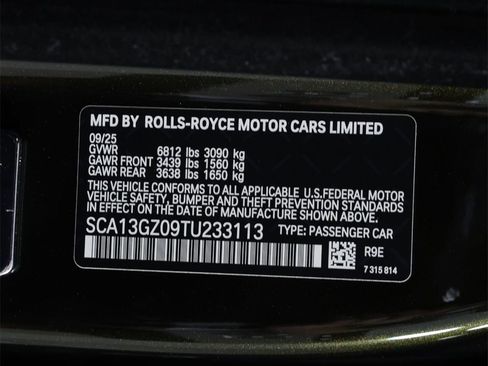 MFD BY ROLLS-ROYCE MOTOR CARS LIMITED
09/25
GVWR 6812 lbs 3090 kg
GAWR FRONT 3439 lbs 1560 kg
GAWR REAR 3638 lbs 1650 kg
THIS VEHICLE CONFORMS TO ALL APPLICABLE U.S.FEDERAL MOTOR
VEHICLE SAFETY, BUMPER AND THEFT PREVENTION STANDARDS
IN EFFECT ON THE DATE OF MANUFACTURE SHOWN ABOVE.
SCA13GZ09TU233113 TYPE: PASSENGER CAR
R9E
7 315 814